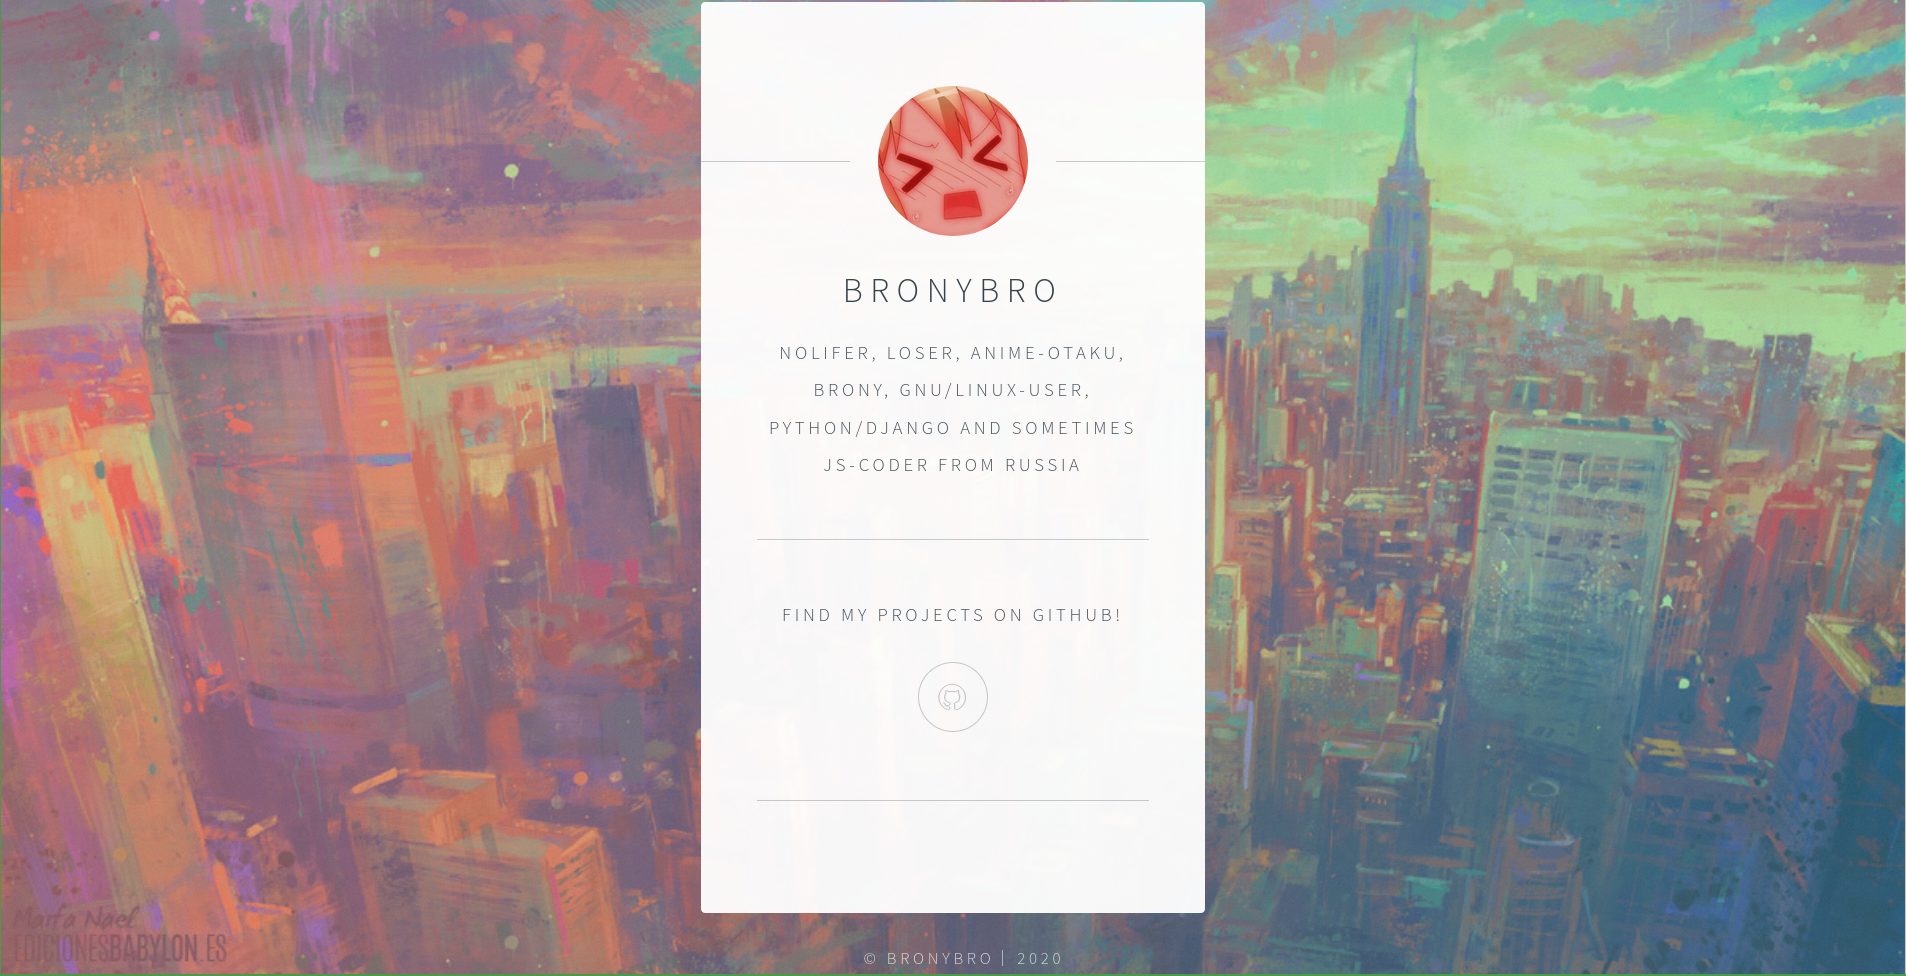 BRONYBRO
NOLIFER, LOSER, ANIME-OTAKU,
BRONY, GNU/LINUX-USER,
PYTHON/DJANGO AND SOMETIMES
JS-CODER FROM RUSSIA
FIND MY PROJECTS ON GITHUB!
Marta Nael
EDICIONESBABYLON.ES
© BRONYBRO | 2020